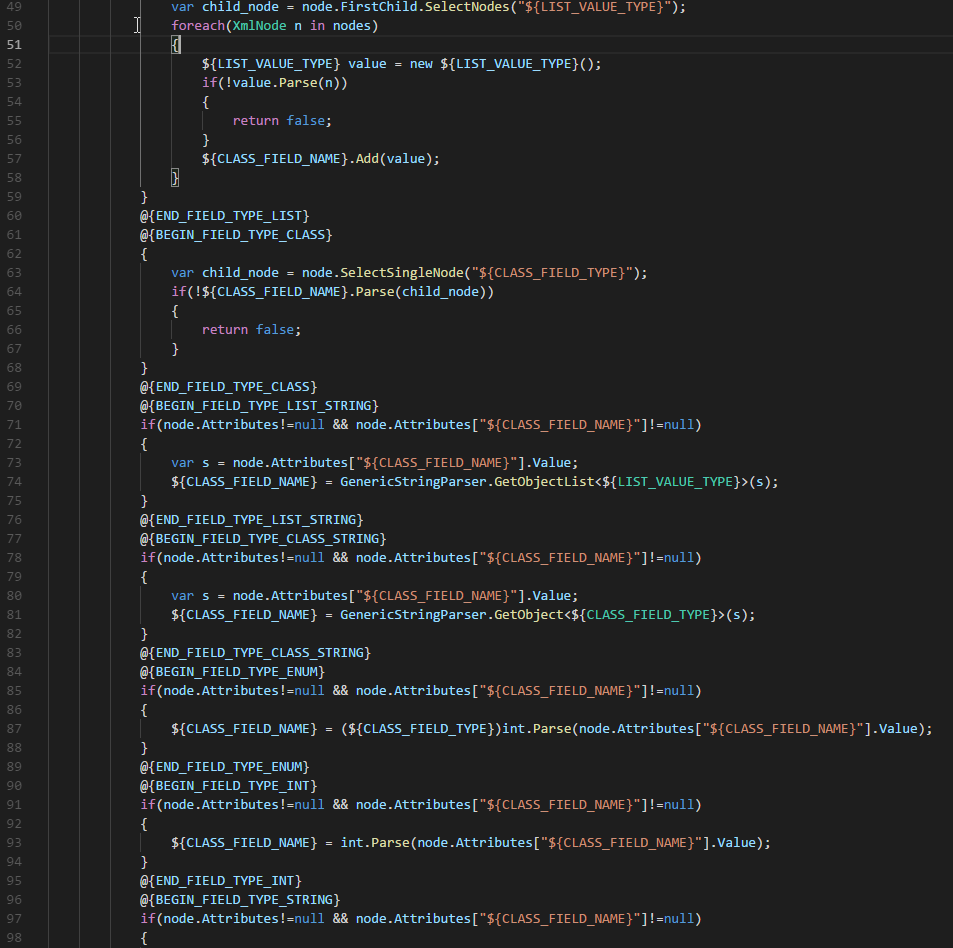 49 var child_node = node.FirstChild.SelectNodes("${LIST_VALUE_TYPE}");
50 foreach(XmlNode n in nodes)
51 {
52 ${LIST_VALUE_TYPE} value = new ${LIST_VALUE_TYPE}();
53 if(!value.Parse(n))
54 {
55 return false;
56 }
57 ${CLASS_FIELD_NAME}.Add(value);
58 }
59 }
60 @{END_FIELD_TYPE_LIST}
61 @{BEGIN_FIELD_TYPE_CLASS}
62 {
63 var child_node = node.SelectSingleNode("${CLASS_FIELD_TYPE}");
64 if(!${CLASS_FIELD_NAME}.Parse(child_node))
65 {
66 return false;
67 }
68 }
69 @{END_FIELD_TYPE_CLASS}
70 @{BEGIN_FIELD_TYPE_LIST_STRING}
71 if(node.Attributes!=null && node.Attributes["${CLASS_FIELD_NAME}"]!=null)
72 {
73 var s = node.Attributes["${CLASS_FIELD_NAME}"].Value;
74 ${CLASS_FIELD_NAME} = GenericStringParser.GetObjectList<${LIST_VALUE_TYPE}>(s);
75 }
76 @{END_FIELD_TYPE_LIST_STRING}
77 @{BEGIN_FIELD_TYPE_CLASS_STRING}
78 if(node.Attributes!=null && node.Attributes["${CLASS_FIELD_NAME}"]!=null)
79 {
80 var s = node.Attributes["${CLASS_FIELD_NAME}"].Value;
81 ${CLASS_FIELD_NAME} = GenericStringParser.GetObject<${CLASS_FIELD_TYPE}>(s);
82 }
83 @{END_FIELD_TYPE_CLASS_STRING}
84 @{BEGIN_FIELD_TYPE_ENUM}
85 if(node.Attributes!=null && node.Attributes["${CLASS_FIELD_NAME}"]!=null)
86 {
87 ${CLASS_FIELD_NAME} = (${CLASS_FIELD_TYPE})int.Parse(node.Attributes["${CLASS_FIELD_NAME}"].Value);
88 }
89 @{END_FIELD_TYPE_ENUM}
90 @{BEGIN_FIELD_TYPE_INT}
91 if(node.Attributes!=null && node.Attributes["${CLASS_FIELD_NAME}"]!=null)
92 {
93 ${CLASS_FIELD_NAME} = int.Parse(node.Attributes["${CLASS_FIELD_NAME}"].Value);
94 }
95 @{END_FIELD_TYPE_INT}
96 @{BEGIN_FIELD_TYPE_STRING}
97 if(node.Attributes!=null && node.Attributes["${CLASS_FIELD_NAME}"]!=null)
98 {